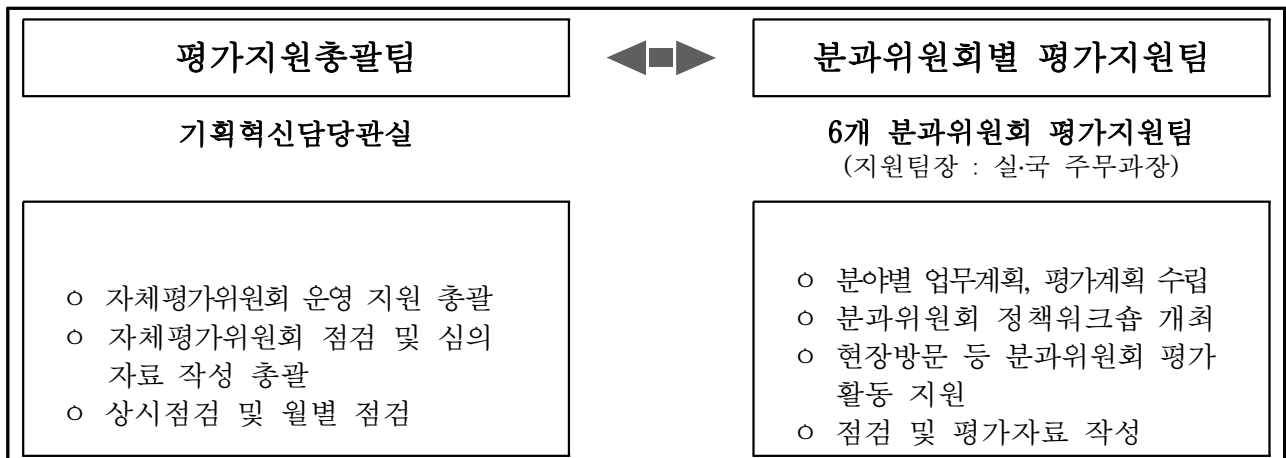 평가지원총괄팀
기획혁신담당관실
ㅇ 자체평가위원회 운영 지원 총괄
ㅇ 자체평가위원회 점검 및 심의
자료 작성 총괄
ㅇ 상시점검 및 월별 점검
분과위원회별 평가지원팀
6개 분과위원회 평가지원팀
(지원팀장 : 실·국 주무과장)
ㅇ 분야별 업무계획, 평가계획 수립
ㅇ 분과위원회 정책워크숍 개최
ㅇ 현장방문 등 분과위원회 평가
활동 지원
ㅇ 점검 및 평가자료 작성